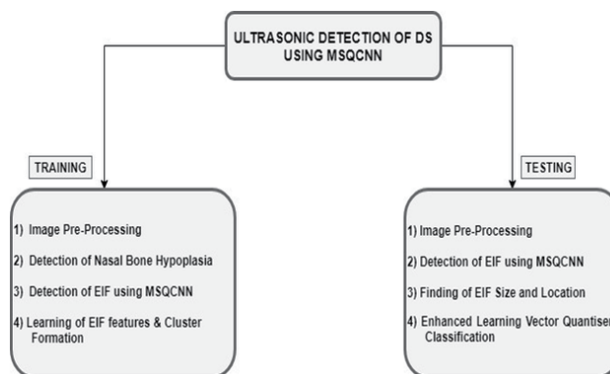 ULTRASONIC DETECTION OF DS
USING MSQCNN
TRAINING
1) Image Pre-Processing
2) Detection of Nasal Bone Hypoplasia
3) Detection of EIF using MSQCNN
4) Learning of EIF features & Cluster
Formation
TESTING
1) Image Pre-Processing
2) Detection of EIF using MSQCNN
3) Finding of EIF Size and Location
4) Enhanced Learning Vector Quantiser
Classification